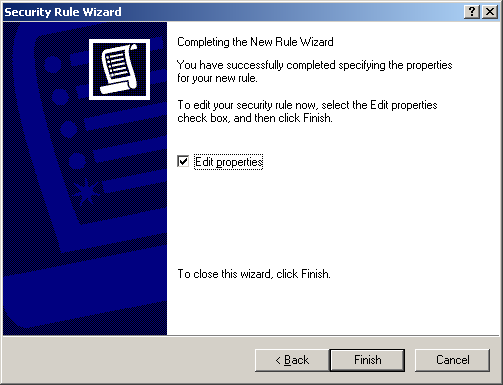 Security Rule Wizard
Completing the New Rule Wizard
You have successfully completed specifying the properties
for your new rule.
To edit your security rule now, select the Edit properties
check box, and then click Finish.
Edit properties
To close this wizard, click Finish.
< Back Finish Cancel